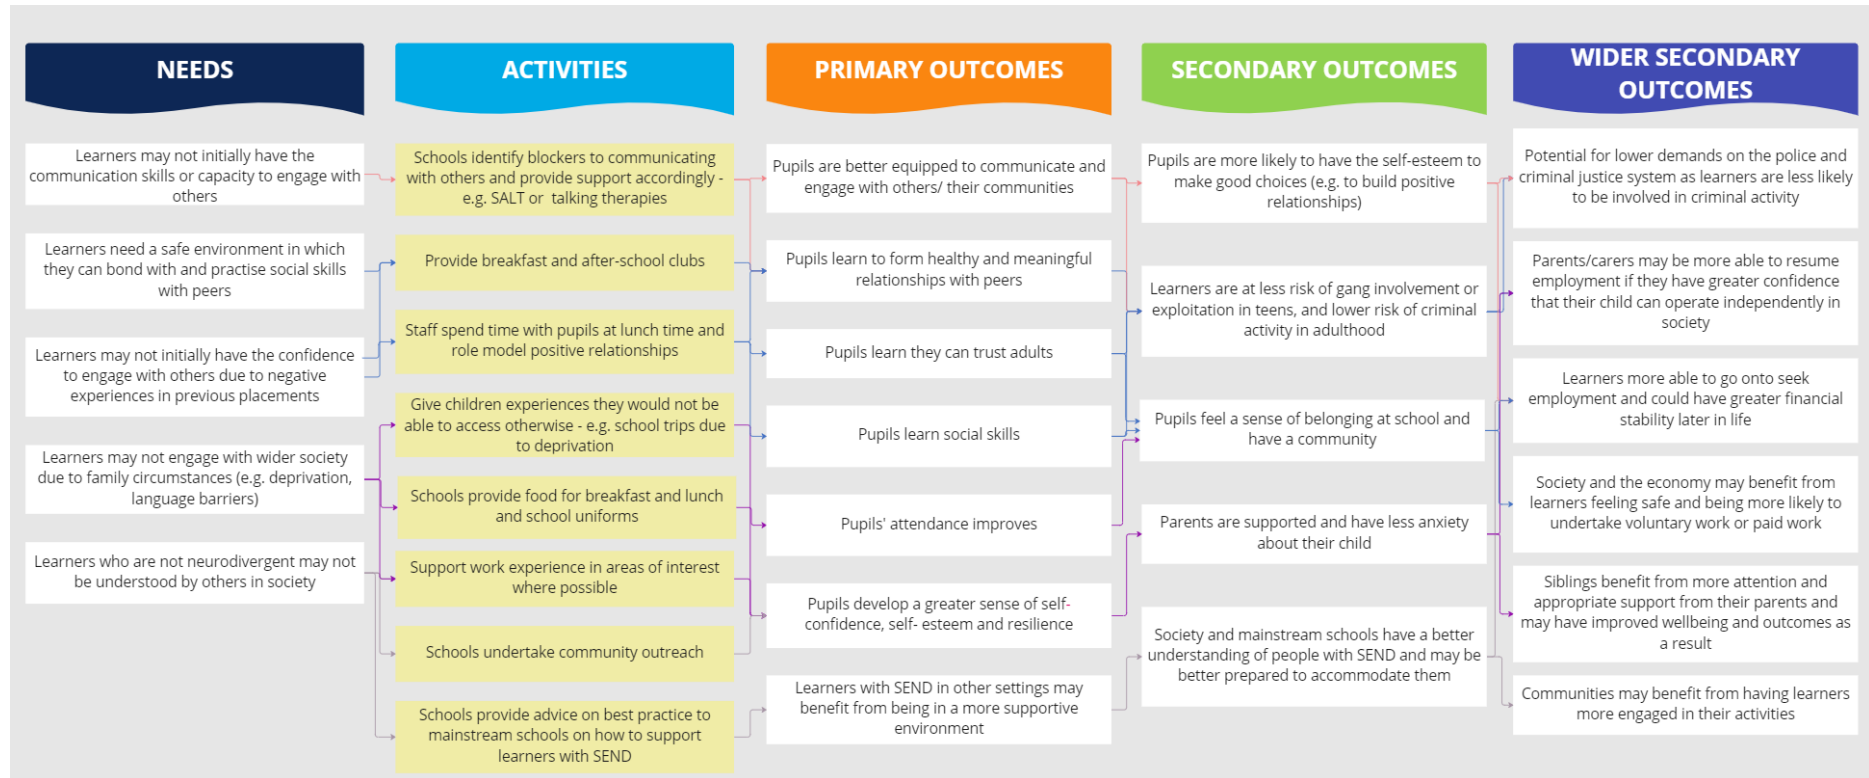 NEEDS
Learners may not initially have the
communication skills or capacity to engage with
others
Learners need a safe environment in which
they can bond with and practise social skills
with peers
Learners may not initially have the confidence
to engage with others due to negative
experiences in previous placements
Learners may not engage with wider society
due to family circumstances (e.g. deprivation,
language barriers)
Learners who are not neurodivergent may not
be understood by others in society
ACTIVITIES
Schools identify blockers to communicating
with others and provide support accordingly -
e.g. SALT or talking therapies
Provide breakfast and after-school clubs
Staff spend time with pupils at lunch time and
role model positive relationships
Give children experiences they would not be
able to access otherwise - e.g. school trips due
to deprivation
Schools provide food for breakfast and lunch
and school uniforms
Support work experience in areas of interest
where possible
Schools undertake community outreach
Schools provide advice on best practice to
mainstream schools on how to support
learners with SEND
PRIMARY OUTCOMES
Pupils are better equipped to communicate and
engage with others/ their communities
Pupils learn to form healthy and meaningful
relationships with peers
Pupils learn they can trust adults
Pupils learn social skills
Pupils' attendance improves
Pupils develop a greater sense of self-
confidence, self- esteem and resilience
Learners with SEND in other settings may
benefit from being in a more supportive
environment
SECONDARY OUTCOMES
Pupils are more likely to have the self-esteem to
make good choices (e.g. to build positive
relationships)
Learners are at less risk of gang involvement or
exploitation in teens, and lower risk of criminal
activity in adulthood
Pupils feel a sense of belonging at school and
have a community
Parents are supported and have less anxiety
about their child
Society and mainstream schools have a better
understanding of people with SEND and may be
better prepared to accommodate them
WIDER SECONDARY
OUTCOMES
Potential for lower demands on the police and
criminal justice system as learners are less likely
to be involved in criminal activity
Parents/carers may be more able to resume
employment if they have greater confidence
that their child can operate independently in
society
Learners more able to go onto seek
employment and could have greater financial
stability later in life
Society and the economy may benefit from
learners feeling safe and being more likely to
undertake voluntary work or paid work
Siblings benefit from more attention and
appropriate support from their parents and
may have improved wellbeing and outcomes as
a result
Communities may benefit from having learners
more engaged in their activities